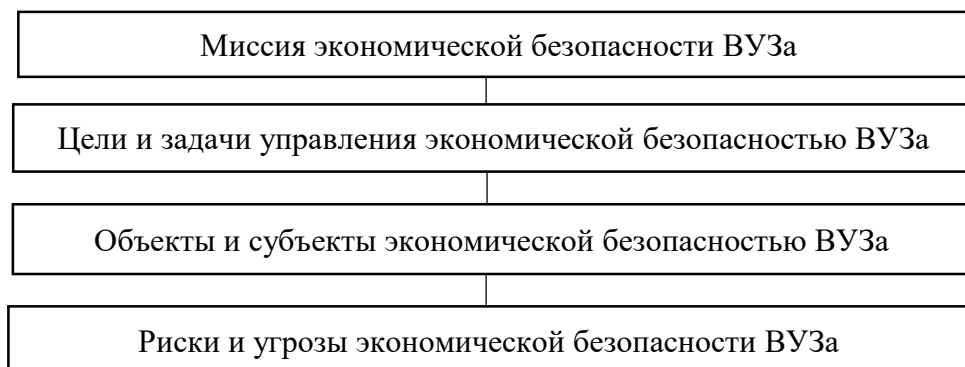 Миссия экономической безопасности ВУЗа
Цели и задачи управления экономической безопасностью ВУЗа
Объекты и субъекты экономической безопасностью ВУЗа
Риски и угрозы экономической безопасности ВУЗа